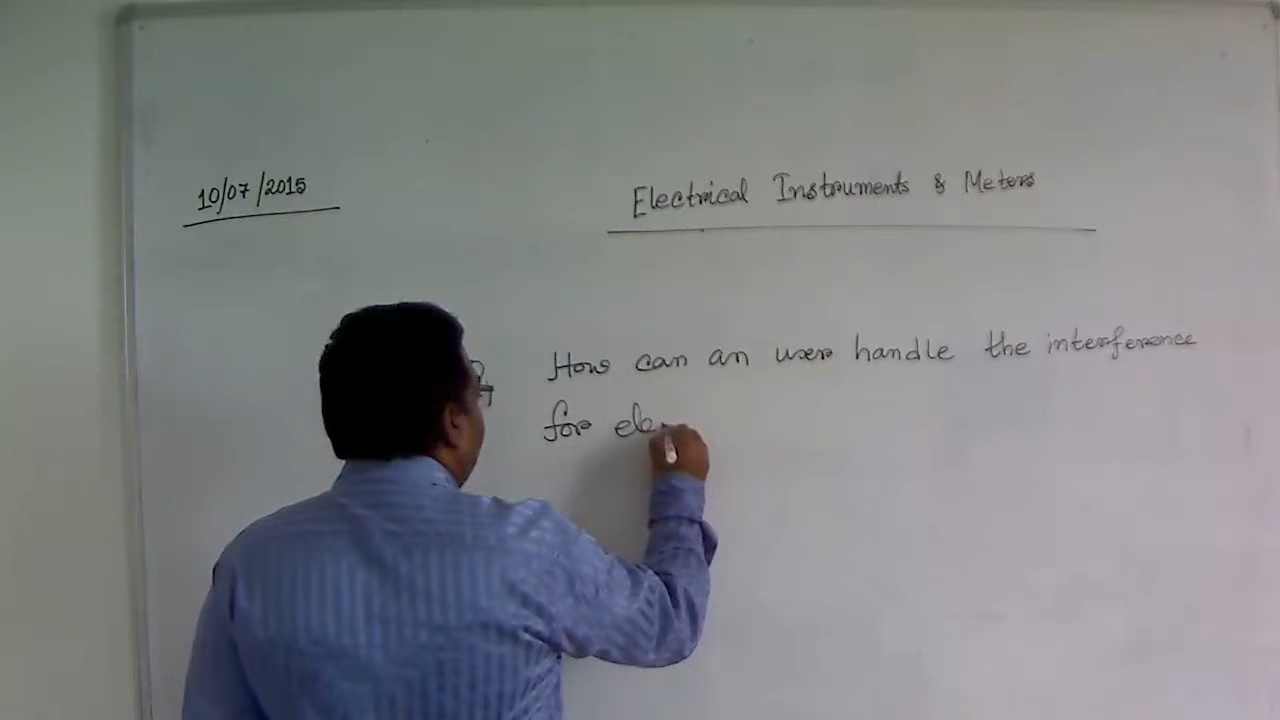 10/07/2015
Electrical Instruments & Meters
How can an user handle the interference
for